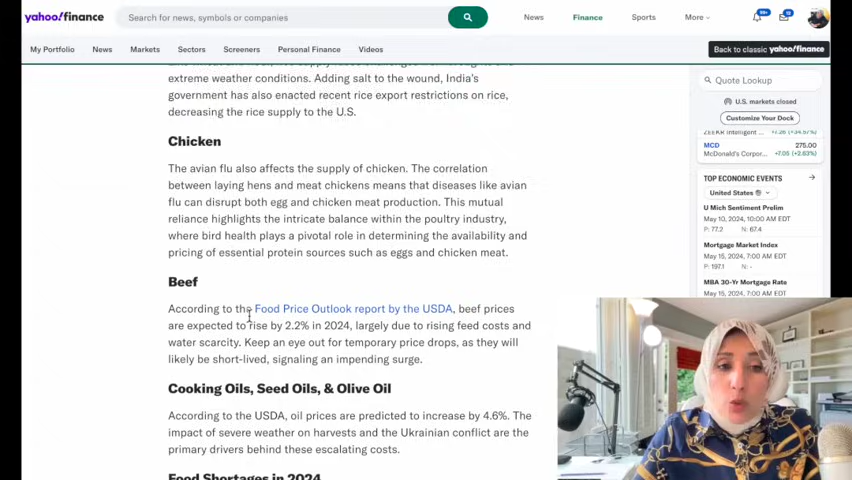 yahoo!finance
Search for news, symbols or companies
News
Finance
Sports
More
99+
My Portfolio
News
Markets
Sectors
Screeners
Personal Finance
Videos
Back to classic yahoo!finance
extreme weather conditions. Adding salt to the wound, India's
government has also enacted recent rice export restrictions on rice,
decreasing the rice supply to the U.S.
Chicken
The avian flu also affects the supply of chicken. The correlation
between laying hens and meat chickens means that diseases like avian
flu can disrupt both egg and chicken meat production. This mutual
reliance highlights the intricate balance within the poultry industry,
where bird health plays a pivotal role in determining the availability and
pricing of essential protein sources such as eggs and chicken meat.
Beef
According to the Food Price Outlook report by the USDA, beef prices
are expected to rise by 2.2% in 2024, largely due to rising feed costs and
water scarcity. Keep an eye out for temporary price drops, as they will
likely be short-lived, signaling an impending surge.
Cooking Oils, Seed Oils, & Olive Oil
According to the USDA, oil prices are predicted to increase by 4.6%. The
impact of severe weather on harvests and the Ukrainian conflict are the
primary drivers behind these escalating costs.
Food Shortages in 2024
Quote Lookup
U.S. markets closed
Customize Your Dock
ZEEKR Intelligent ... +7.26 (+34.57%)
MCD 275.00
McDonald's Corpor... +7.05 (+2.63%)
TOP ECONOMIC EVENTS
United States
U Mich Sentiment Prelim
May 10, 2024, 10:00 AM EDT
P: 77.2 N: 67.4
Mortgage Market Index
May 15, 2024, 7:00 AM EDT
P: 197.1 N: -
MBA 30-Yr Mortgage Rate
May 15, 2024, 7:00 AM EDT